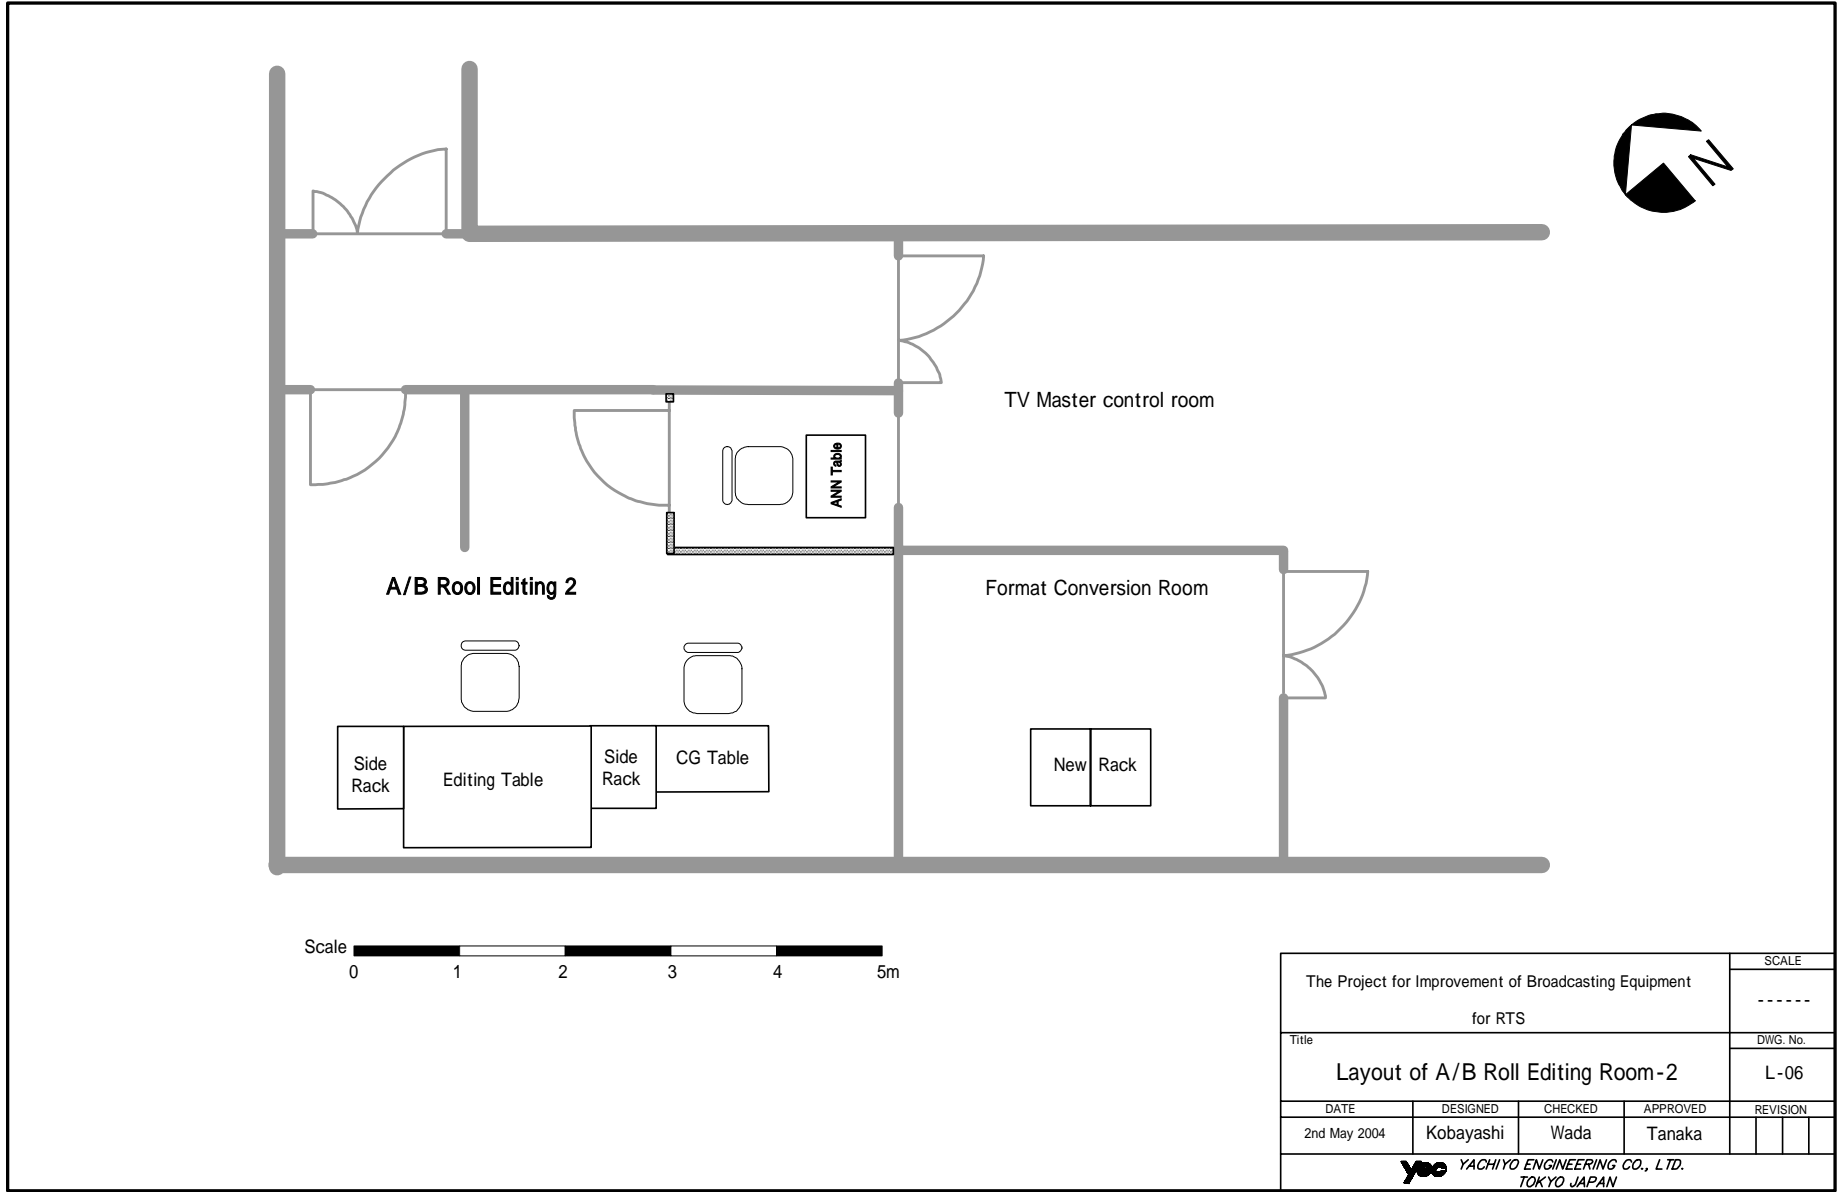 N
TV Master control room
ANN Table
A/B Rool Editing 2
Format Conversion Room
Side
Rack
Editing Table
Side
Rack
CG Table
New Rack
Scale
0 1 2 3 4 5m
The Project for Improvement of Broadcasting Equipment
for RTS
SCALE
------
Title
Layout of A/B Roll Editing Room-2
DWG. No.
L-06
DATE DESIGNED CHECKED APPROVED REVISION
2nd May 2004 Kobayashi Wada Tanaka
yec YACHIYO ENGINEERING CO., LTD.
TOKYO JAPAN